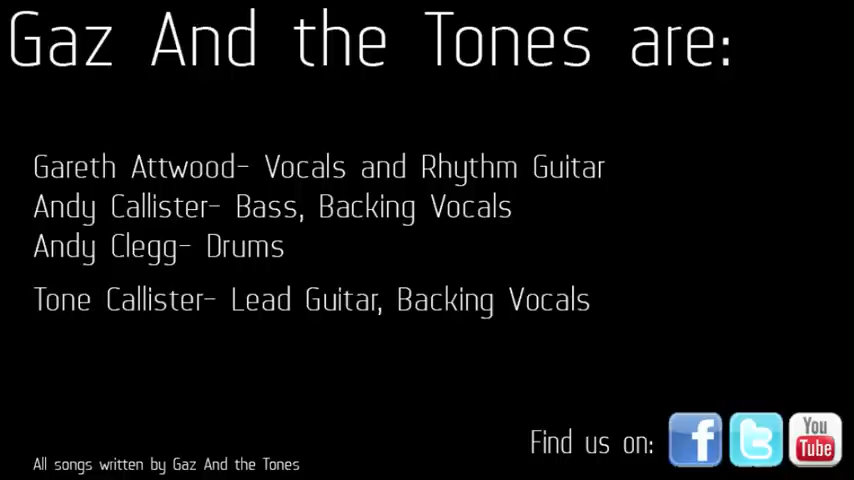 Gaz And the Tones are:
Gareth Attwood- Vocals and Rhythm Guitar
Andy Callister- Bass, Backing Vocals
Andy Clegg- Drums
Tone Callister- Lead Guitar, Backing Vocals
Find us on: f t You Tube
All songs written by Gaz And the Tones